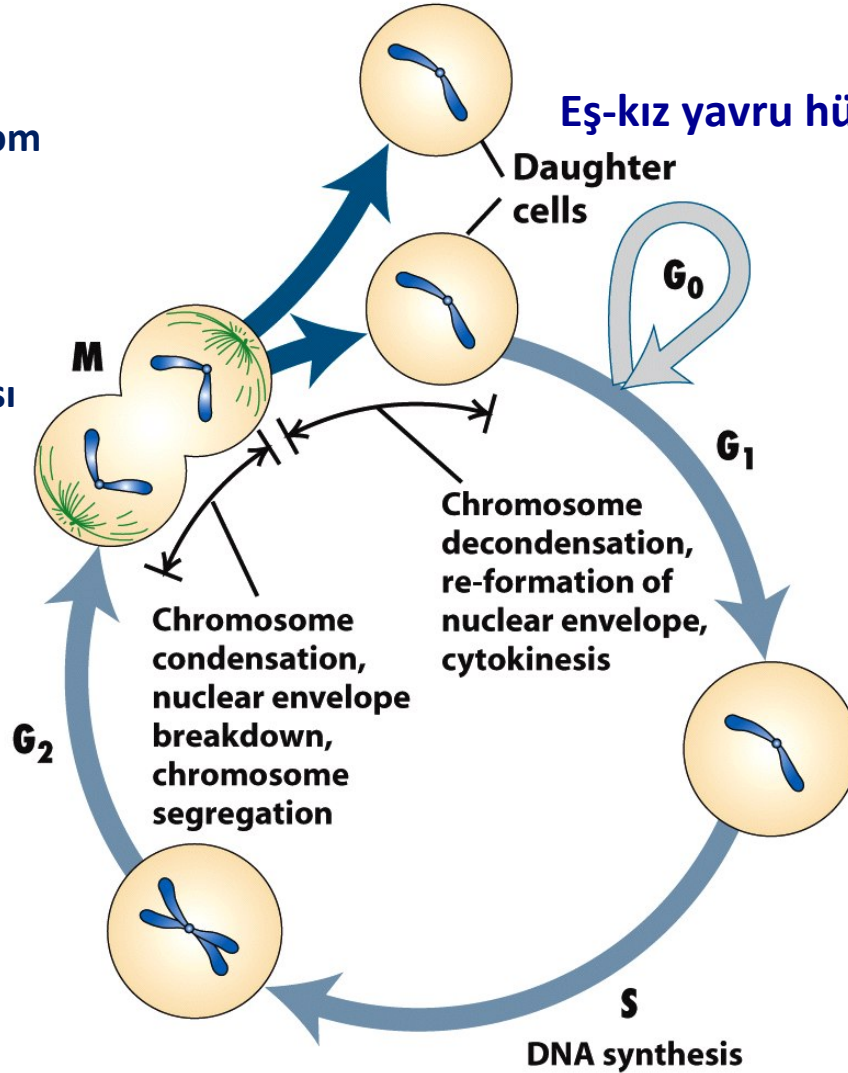 Eş-kız yavru
Daughter
cells
G₀
M
G₁
Chromosome
decondensation,
re-formation of
nuclear envelope,
cytokinesis
Chromosome
condensation,
nuclear envelope
breakdown,
chromosome
segregation
G₂
S
DNA synthesis